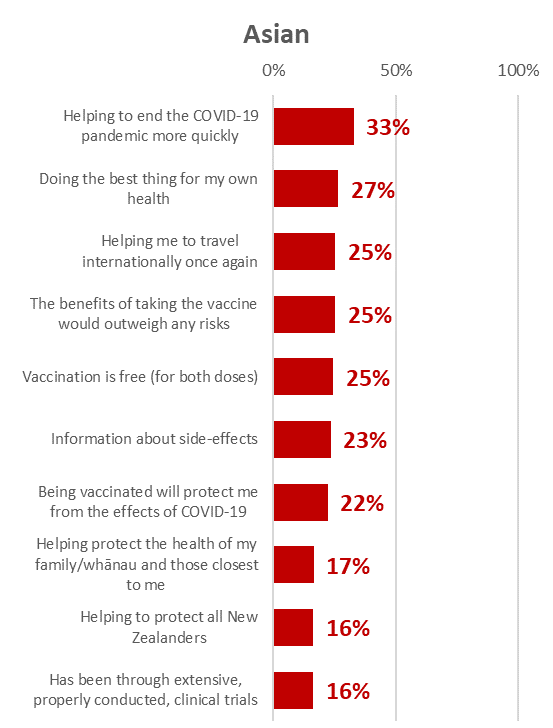 Asian
0% 50% 100%
Helping to end the COVID-19
pandemic more quickly
33%
Doing the best thing for my own
health
27%
Helping me to travel
internationally once again
25%
The benefits of taking the vaccine
would outweigh any risks
25%
Vaccination is free (for both doses)
25%
Information about side-effects
23%
Being vaccinated will protect me
from the effects of COVID-19
22%
Helping protect the health of my
family/whānau and those closest
to me
17%
Helping to protect all New
Zealanders
16%
Has been through extensive,
properly conducted, clinical trials
16%